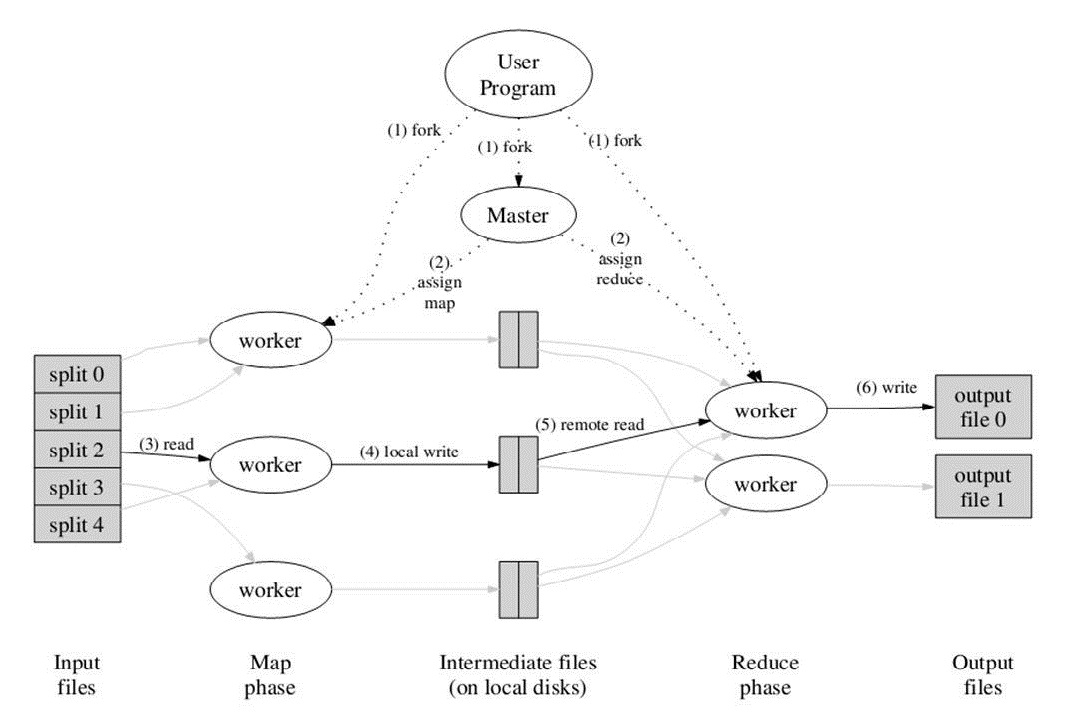 User
Program
(1) fork
(1) fork
(1) fork
Master
(2)
assign
map
(2)
assign
reduce
worker
split 0
split 1
split 2
split 3
split 4
(3) read
worker
(4) local write
(5) remote read
worker
worker
(6) write
output
file 0
worker
output
file 1
Input
files
Map
phase
Intermediate files
(on local disks)
Reduce
phase
Output
files